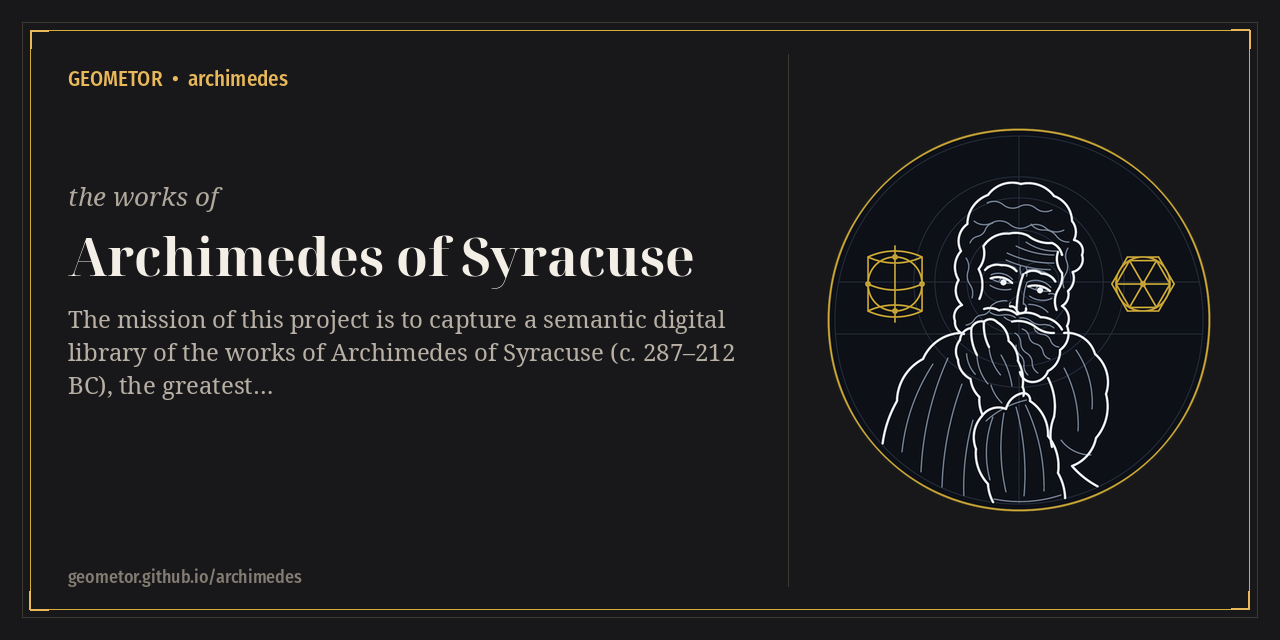 GEOMETOR • archimedes
the works of
Archimedes of Syracuse
The mission of this project is to capture a semantic digital
library of the works of Archimedes of Syracuse (c. 287–212
BC), the greatest…
geometor.github.io/archimedes